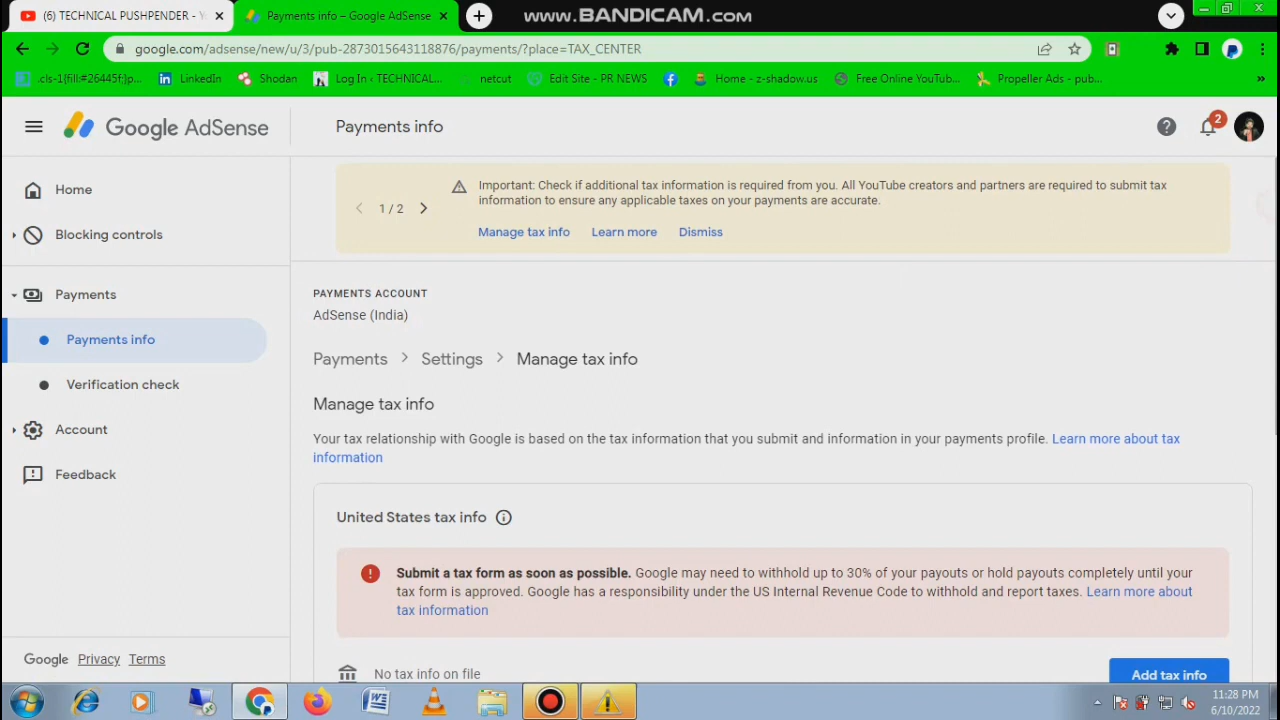 (5) TECHNICAL PUSHPENDER - Y
Payments info – Google AdSense
www.BANDICAM.com
google.com/adsense/new/u/3/pub-2873015643118876/payments/?place=TAX_CENTER
.cls-1{fill:#26445f;}p...
LinkedIn
Shodan
Log In ‹ TECHNICAL...
netcut
Edit Site - PR NEWS
Home - z-shadow.us
Free Online YouTub...
Propeller Ads - pub...
»
Google AdSense
Payments info
2
Home
Blocking controls
Payments
Payments info
Verification check
Account
Feedback
Google Privacy Terms
1 / 2
Important: Check if additional tax information is required from you. All YouTube creators and partners are required to submit tax
information to ensure any applicable taxes on your payments are accurate.
Manage tax info Learn more Dismiss
PAYMENTS ACCOUNT
AdSense (India)
Payments > Settings > Manage tax info
Manage tax info
Your tax relationship with Google is based on the tax information that you submit and information in your payments profile. Learn more about tax
information
United States tax info
Submit a tax form as soon as possible. Google may need to withhold up to 30% of your payouts or hold payouts completely until your
tax form is approved. Google has a responsibility under the US Internal Revenue Code to withhold and report taxes. Learn more about
tax information
No tax info on file
Add tax info
11:28 PM
6/10/2022